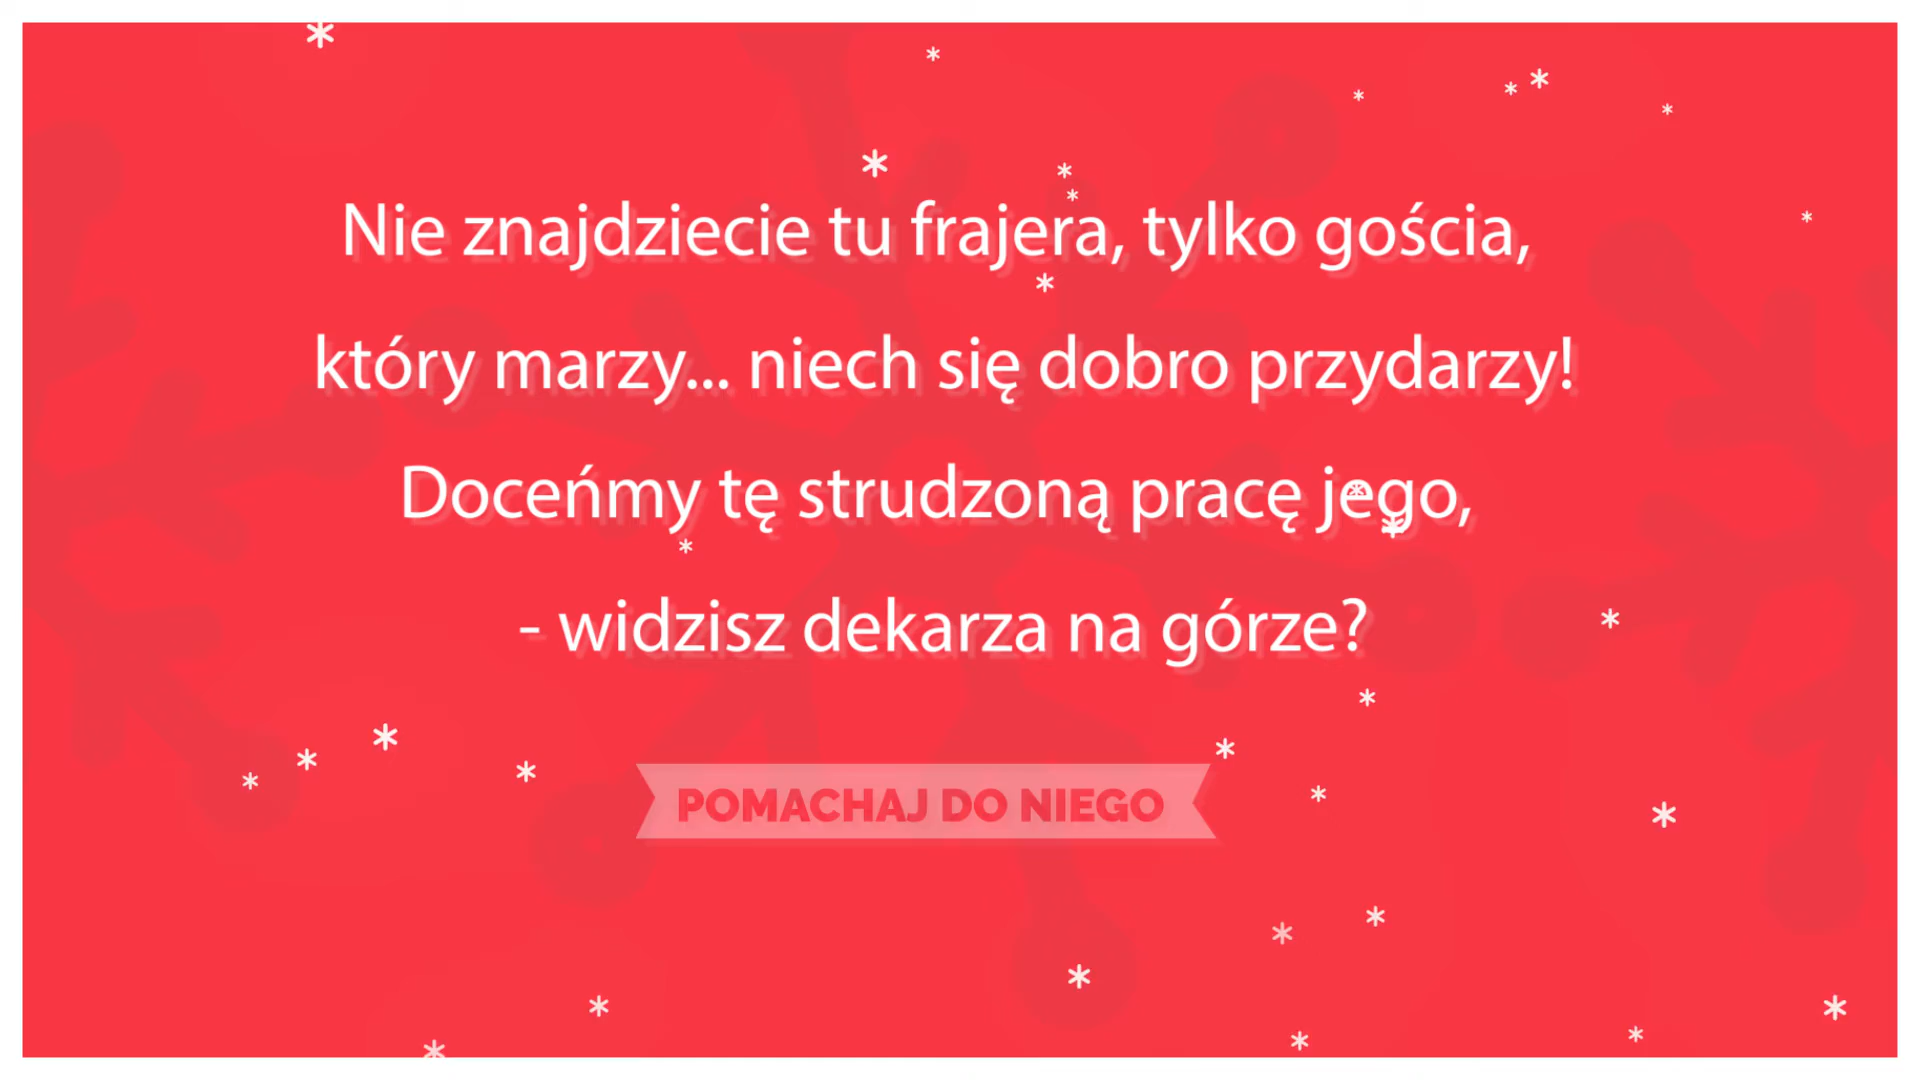 Nie znajdziecie tu frajera, tylko gościa,
który marzy... niech się dobro przydarzy!
Doceńmy tę strudzoną pracę jego,
- widzisz dekarza na górze?
POMACHAJ DO NIEGO